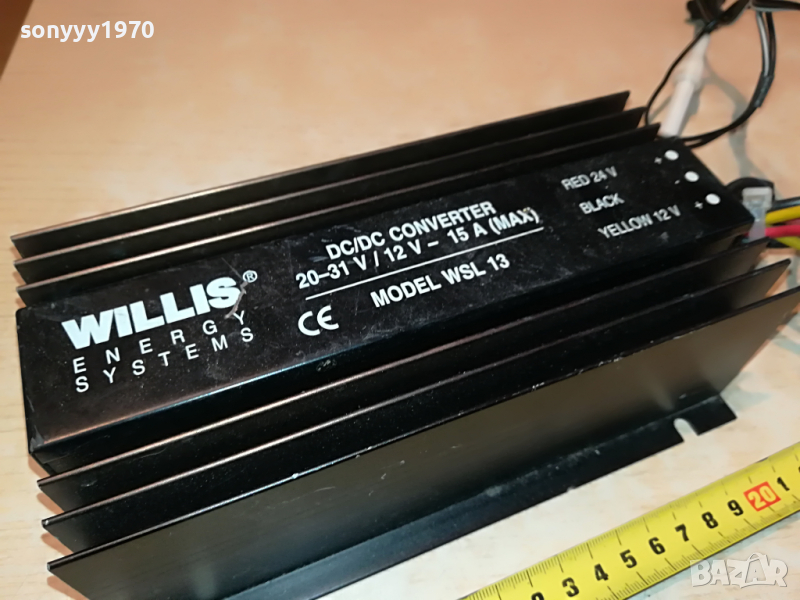 sonyyy1970
WILLIS®
ENERGY
SYSTEMS
DC/DC CONVERTER
20–31 V / 12 V – 15 A (MAX)
MODEL WSL 13
CE
RED 24 V +
BLACK -
YELLOW 12 V +
2 3 4 5 6 7 8 9 20 1
BAZAR